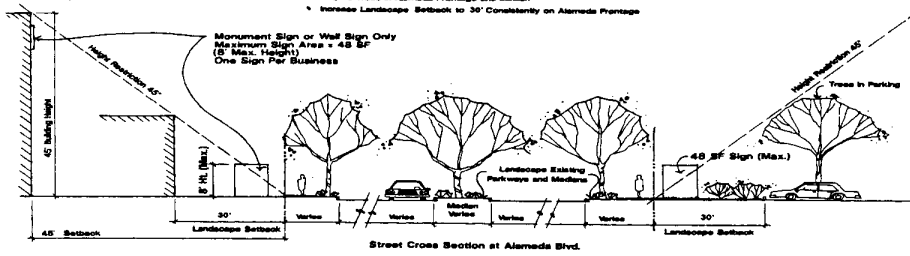 Increase Landscape Setback to 30' Consistently on Alameda Frontage
Monument Sign or Wall Sign Only
Maximum Sign Area = 48 SF
(8' Max. Height)
One Sign Per Business
Height Restriction 45°
Height Restriction 45°
Trees in Parking
45' Building Height
8' Ht. (Max.)
48 SF Sign (Max.)
Landscape Existing
Parkways and Medians
30'
Varies
Varies
Median
Varies
Varies
Varies
Varies
30'
45' Setback
Landscape Setback
Landscape Setback
Street Cross Section at Alameda Blvd.